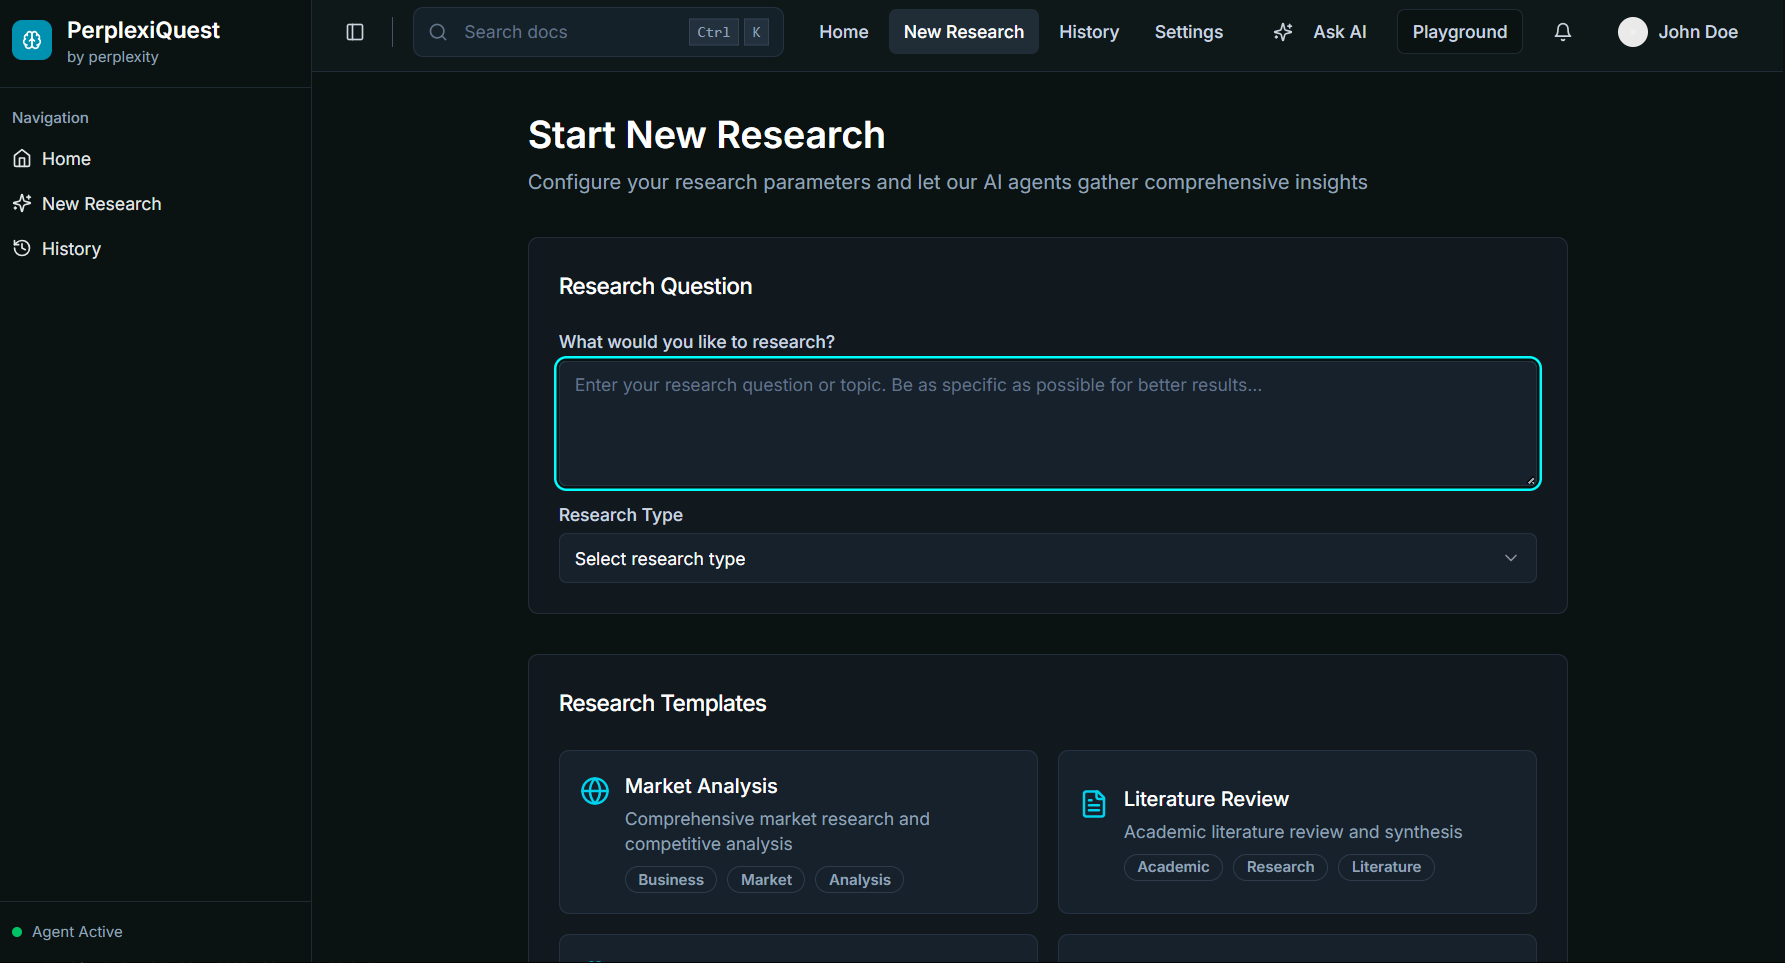 PerplexiQuest
by perplexity
Navigation
Home
New Research
History
Agent Active
Search docs
Ctrl K
Home
New Research
History
Settings
Ask AI
Playground
John Doe
Start New Research
Configure your research parameters and let our AI agents gather comprehensive insights
Research Question
What would you like to research?
Enter your research question or topic. Be as specific as possible for better results...
Research Type
Select research type
Research Templates
Market Analysis
Comprehensive market research and
competitive analysis
Business Market Analysis
Literature Review
Academic literature review and synthesis
Academic Research Literature